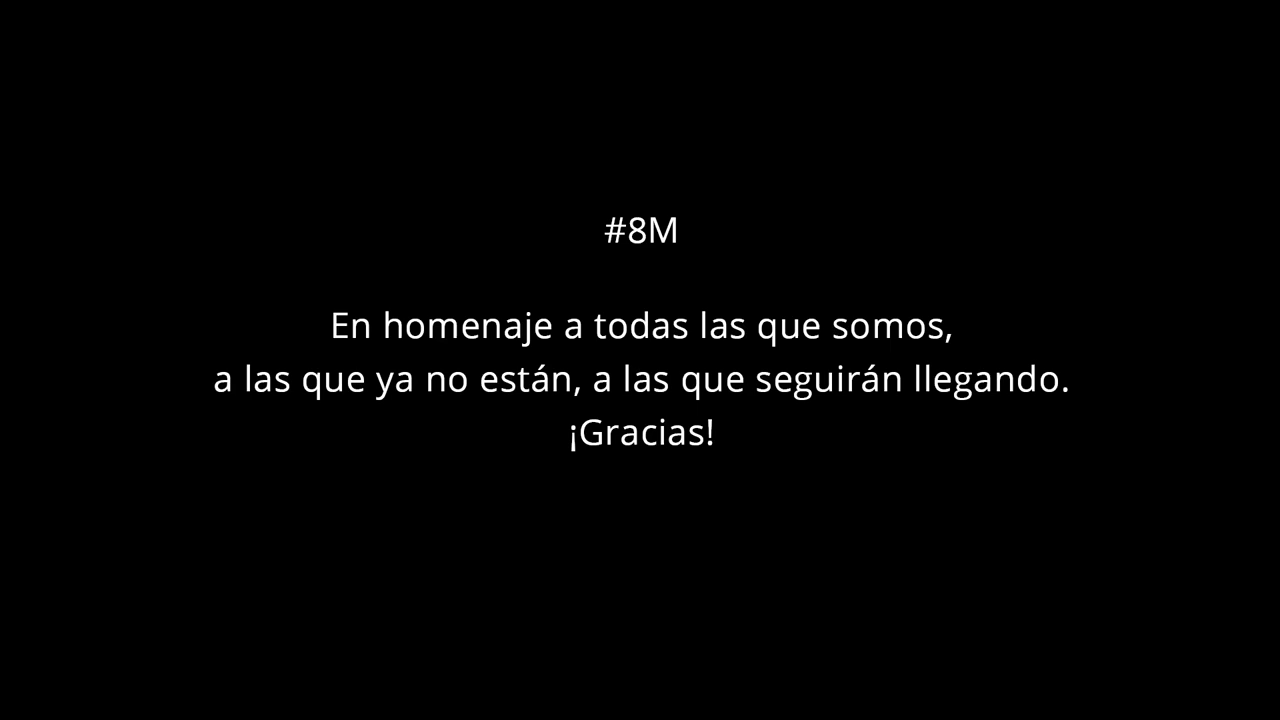 #8M
En homenaje a todas las que somos,
a las que ya no están, a las que seguirán llegando.
¡Gracias!